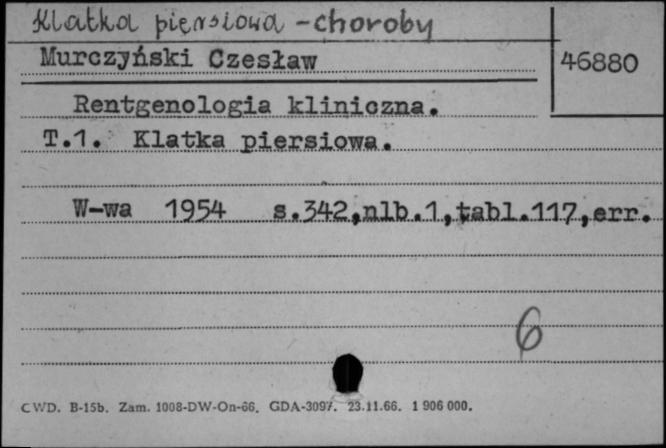 Klatka piersiowa - choroby
Murczyński Czesław
46880
Rentgenologia kliniczna.
T.1. Klatka piersiowa.
W-wa 1954 s.342,nlb.1,tabl.117,err.
6
CWD. B-15b. Zam. 1008-DW-On-66. GDA-3097. 23.11.66. 1 906 000.